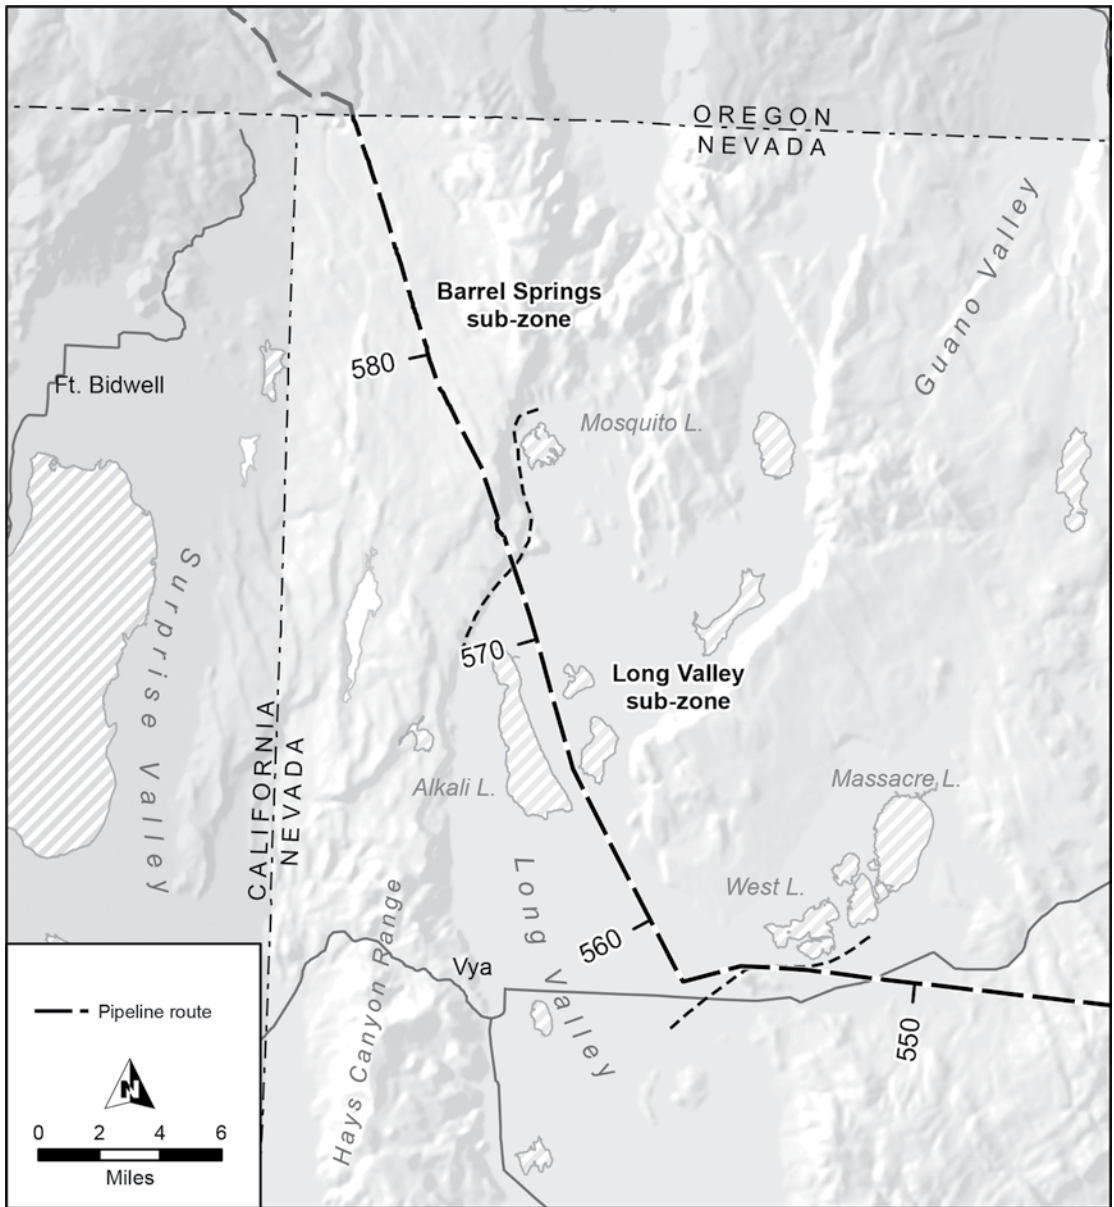 OREGON
NEVADA
Guano Valley
Barrel Springs
sub-zone
580
Ft. Bidwell
Mosquito L.
Surprise Valley
570
Long Valley
sub-zone
CALIFORNIA
NEVADA
Alkali L.
Massacre L.
West L.
Long Valley
560
Hays Canyon Range
Vya
550
Pipeline route
N
0 2 4 6
Miles